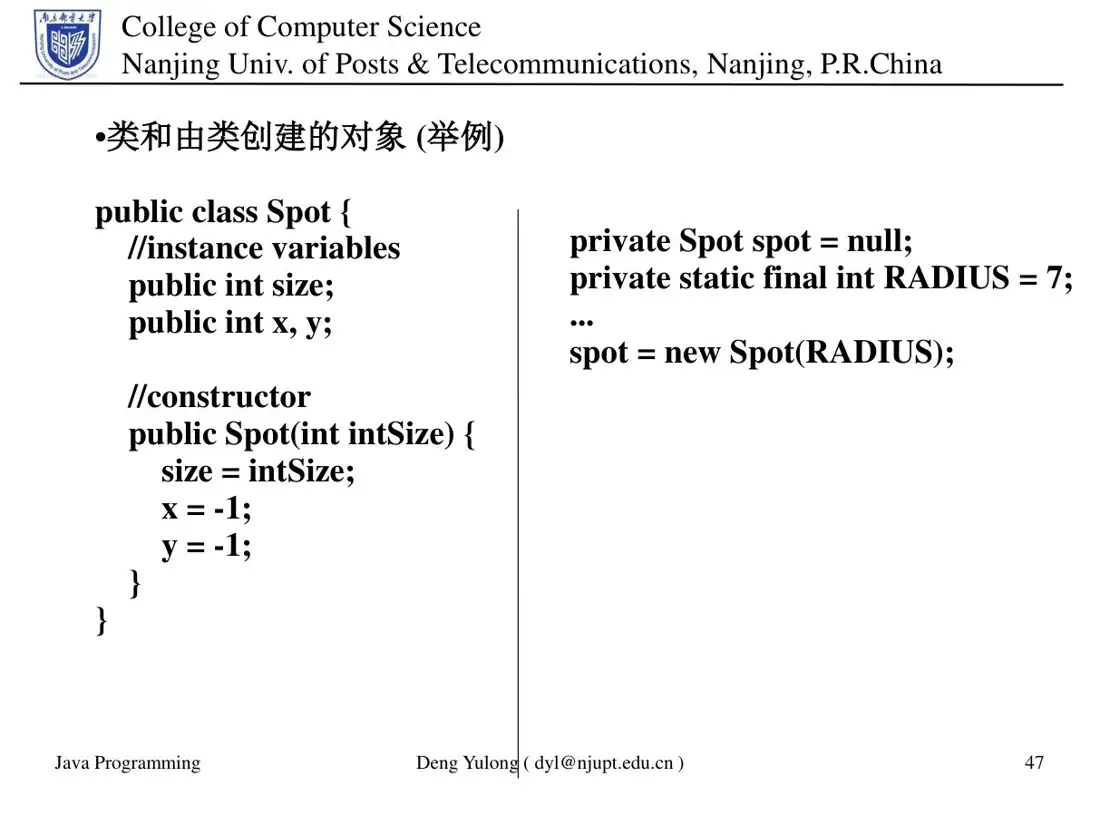 College of Computer Science
Nanjing Univ. of Posts & Telecommunications, Nanjing, P.R.China
•类和由类创建的对象 (举例)
public class Spot {
//instance variables
public int size;
public int x, y;
//constructor
public Spot(int intSize) {
size = intSize;
x = -1;
y = -1;
}
}
private Spot spot = null;
private static final int RADIUS = 7;
...
spot = new Spot(RADIUS);
Java Programming
Deng Yulong ( dyl@njupt.edu.cn )
47